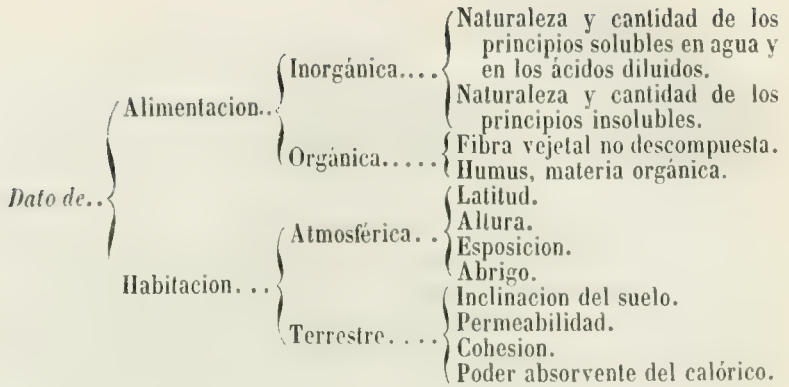 Naturaleza y cantidad de los
principios solubles en agua y
Inorgánica.... en los ácidos diluidos.
Naturaleza y cantidad de los
Alimentacion.. principios insolubles.
Orgánica..... Fibra vejetal no descompuesta.
Humus, materia orgánica.
Dato de.. Latitud.
Atmosférica. . Altura.
Esposicion.
Habitacion. . . Abrigo.
Inclinacion del suelo.
Terrestre. . . . Permeabilidad.
Cohesion.
Poder absorvente del calórico.